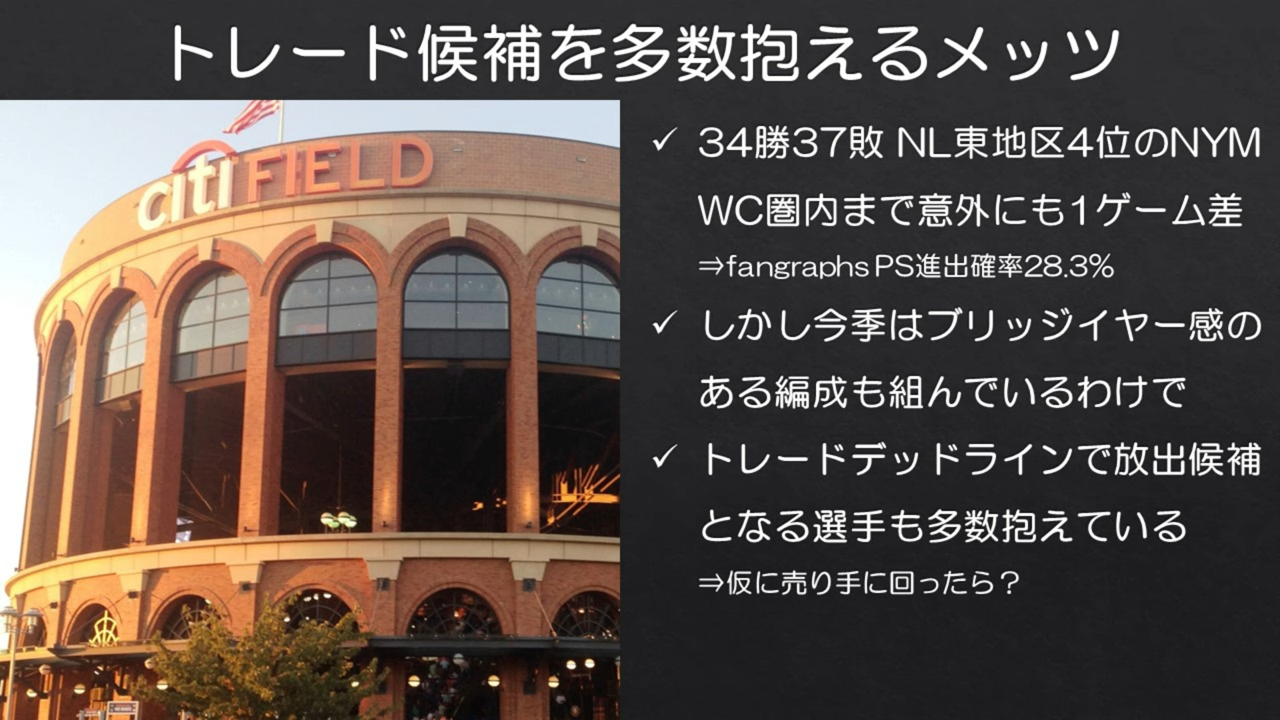 トレード候補を多数抱えるメッツ
citi FIELD
✓ 34勝37敗 NL東地区4位のNYM
WC圏内まで意外にも1ゲーム差
⇒fangraphs PS進出確率28.3%
✓ しかし今季はブリッジイヤー感の
ある編成も組んでいるわけで
✓ トレードデッドラインで放出候補
となる選手も多数抱えている
⇒仮に売り手に回ったら？